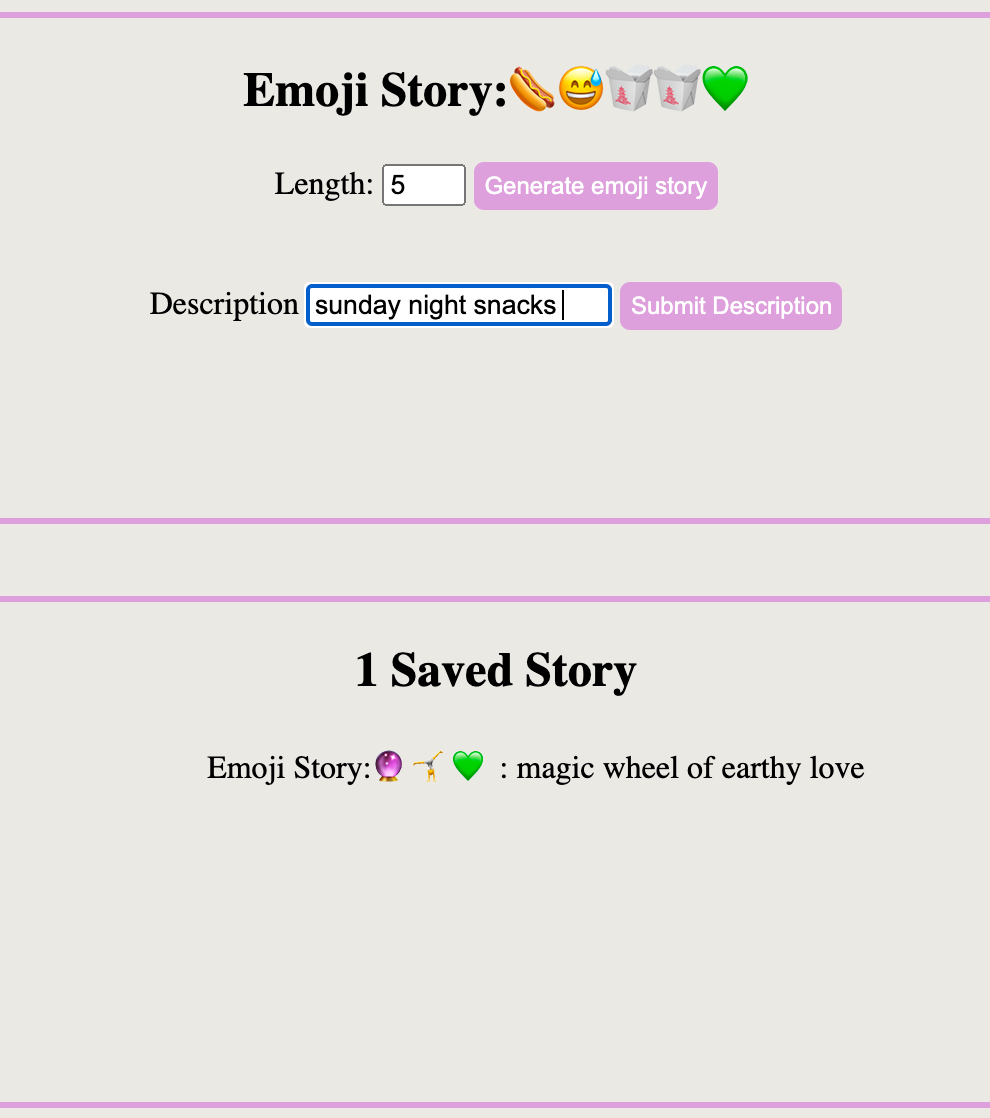 Emoji Story:🌭😅🥡🥡💚
Length: 5 Generate emoji story
Description sunday night snacks Submit Description
1 Saved Story
Emoji Story:🔮🤸💚 : magic wheel of earthy love